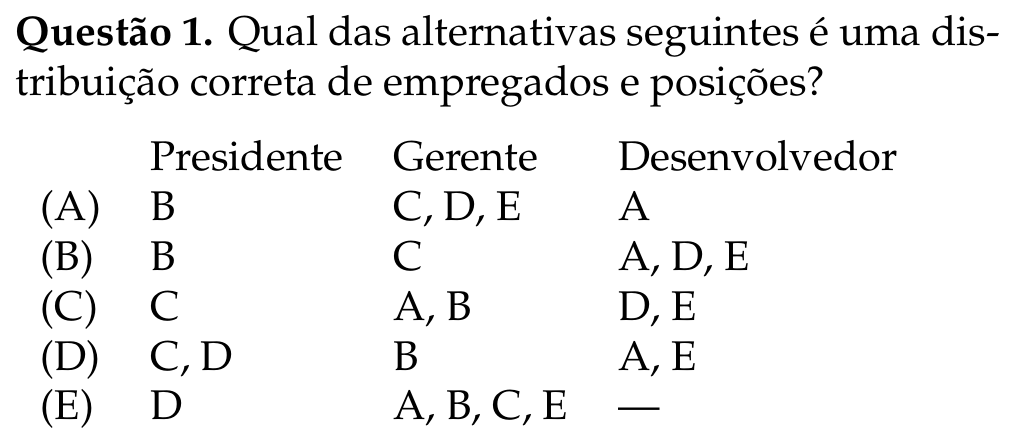 Questão 1. Qual das alternativas seguintes é uma dis-
tribuição correta de empregados e posições?
Presidente Gerente Desenvolvedor
(A) B C, D, E A
(B) B C A, D, E
(C) C A, B D, E
(D) C, D B A, E
(E) D A, B, C, E —